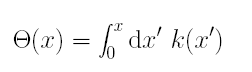 Θ(x) = ∫₀ˣ dx′ k(x′)